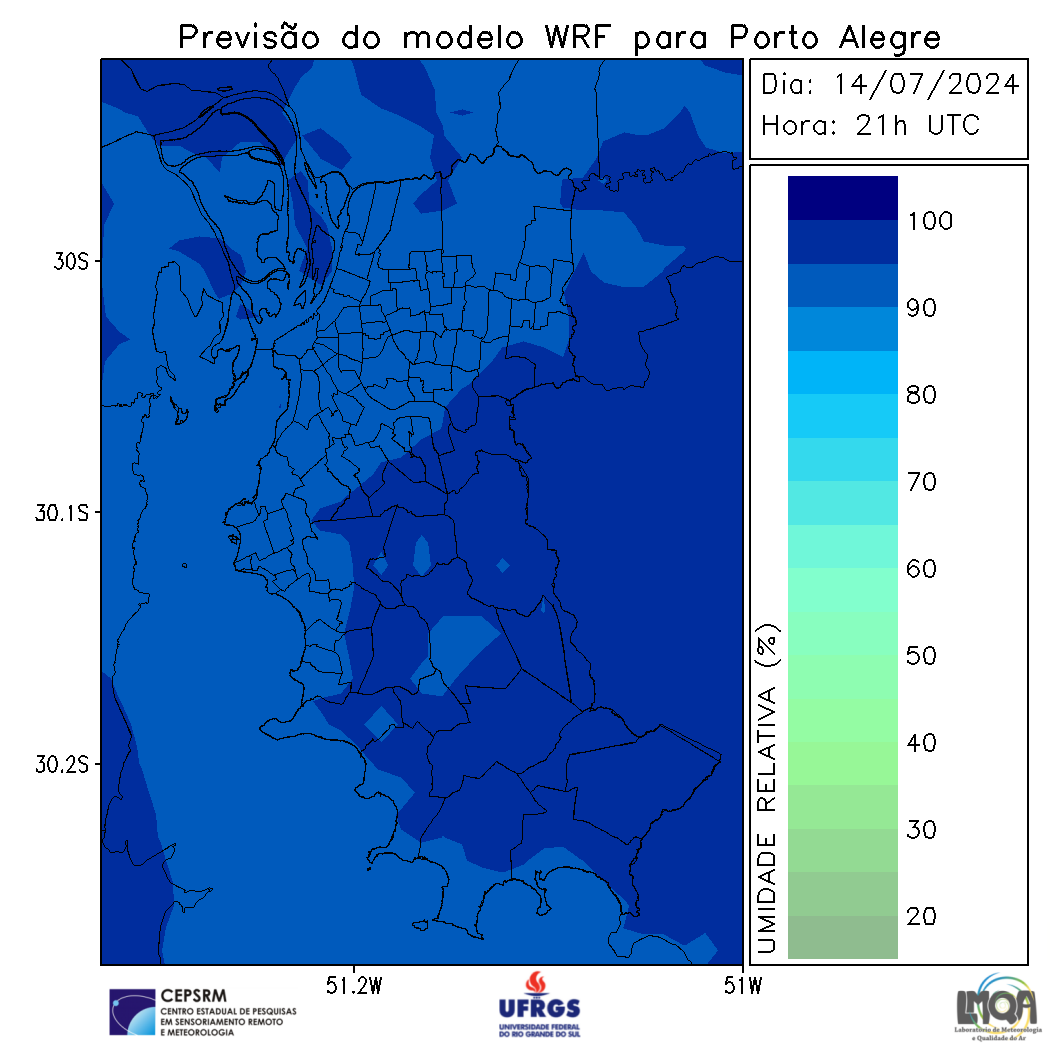 Previsão do modelo WRF para Porto Alegre
Dia: 14/07/2024
Hora: 21h UTC
30S
30.1S
30.2S
51.2W
51W
UMIDADE RELATIVA (%)
100
90
80
70
60
50
40
30
20
CEPSRM
CENTRO ESTADUAL DE PESQUISAS
EM SENSORIAMENTO REMOTO
E METEOROLOGIA
UFRGS
UNIVERSIDADE FEDERAL
DO RIO GRANDE DO SUL
LMQA
Laboratório de Meteorologia
e Qualidade do Ar